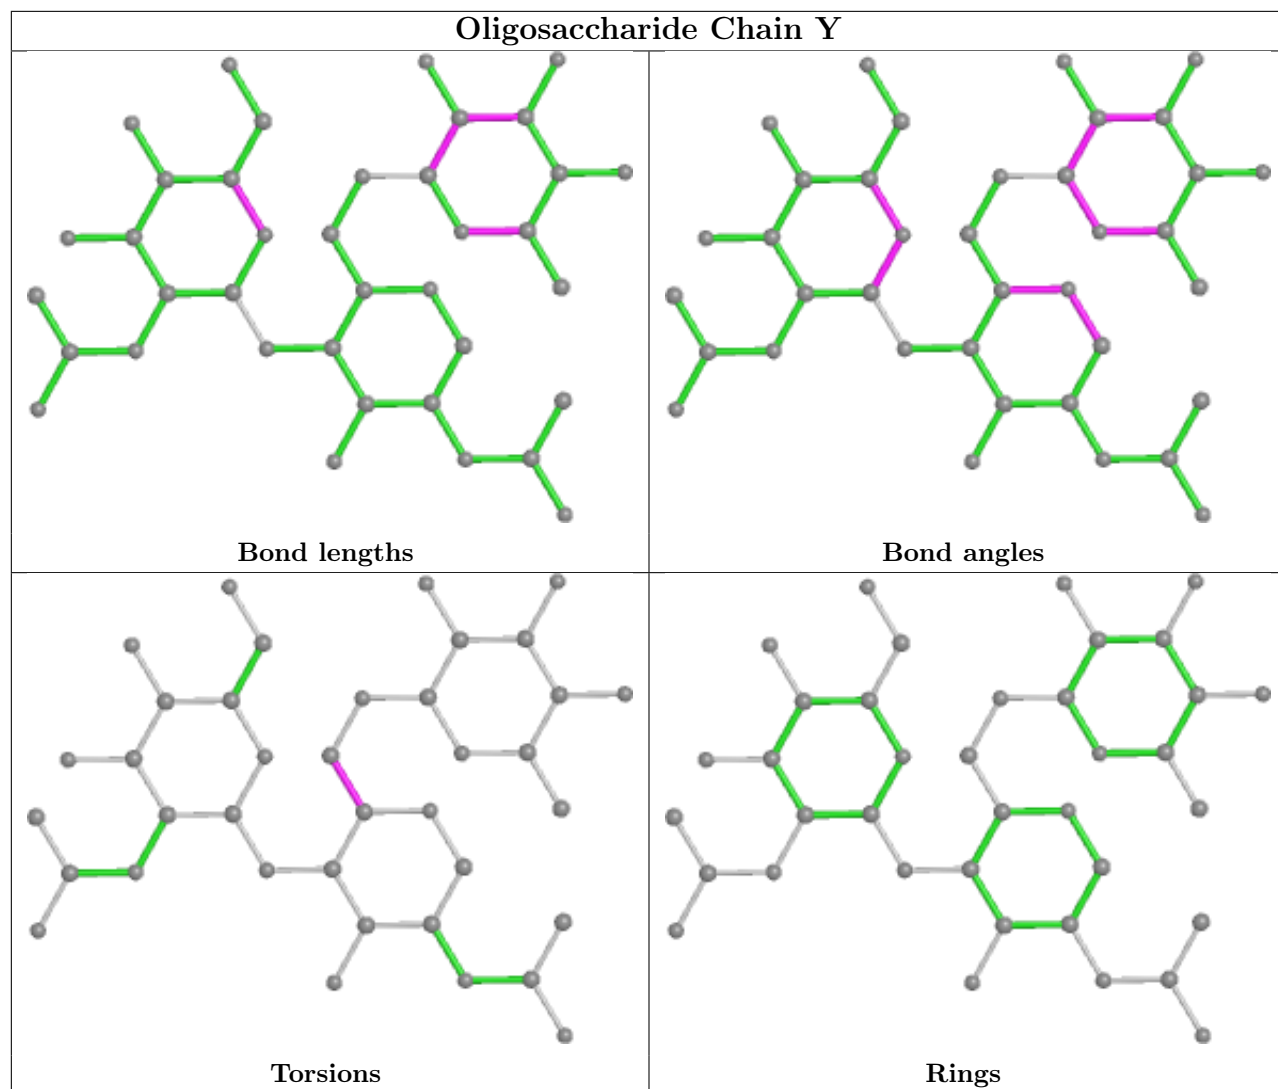 Oligosaccharide Chain Y
Bond lengths
Bond angles
Torsions
Rings